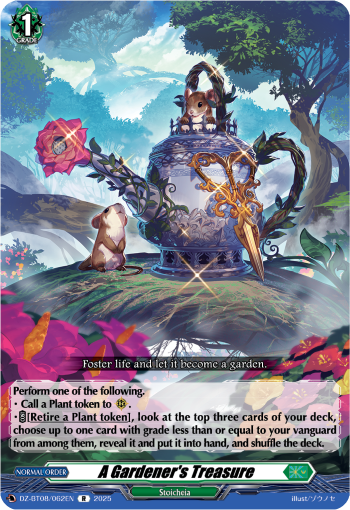 1
GRADE
Foster life and let it become a garden.
Perform one of the following.
・Call a Plant token to .
・[Retire a Plant token], look at the top three cards of your deck,
choose up to one card with grade less than or equal to your vanguard
from among them, reveal it and put it into hand, and shuffle the deck.
NORMAL ORDER
A Gardener's Treasure
Stoicheia
DZ-BT08/062EN R 2025
illust/ゾウノセ